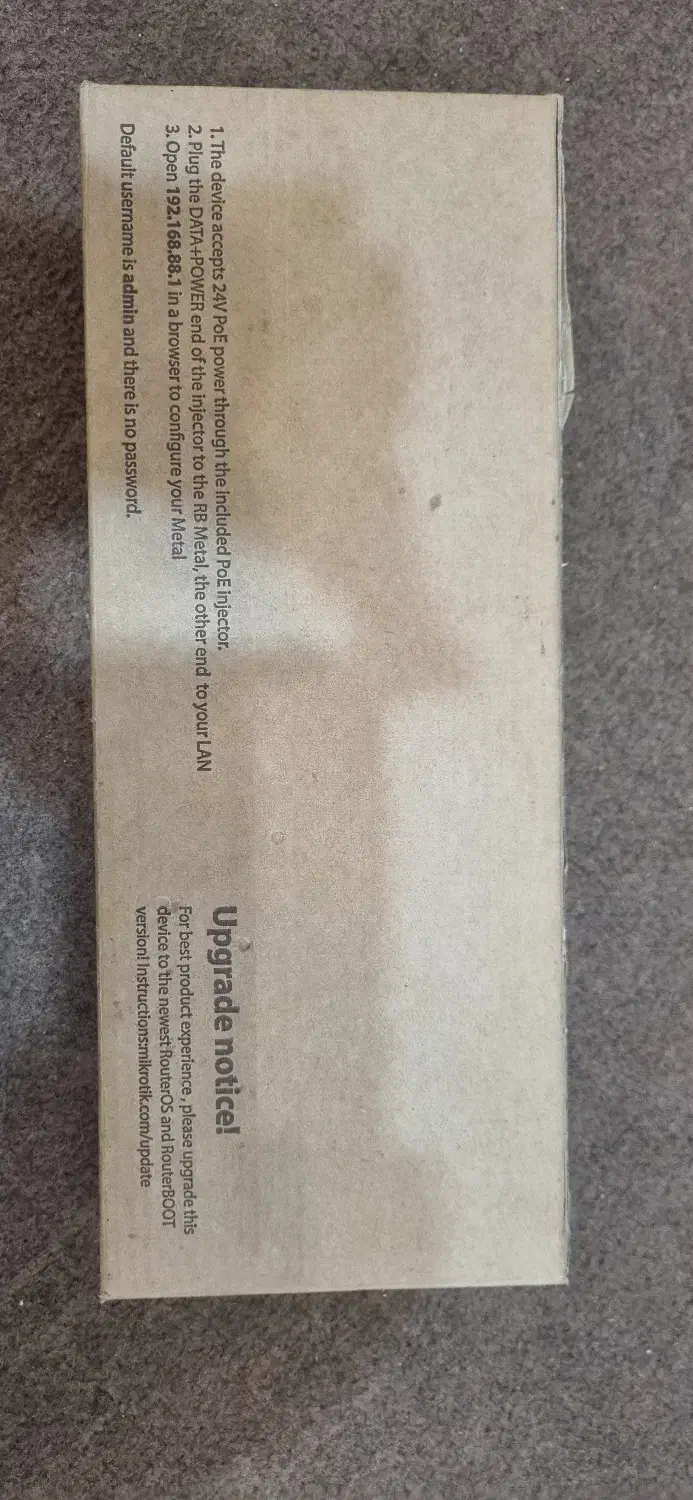 1. The device accepts 24V PoE power through the included PoE injector.
2. Plug the DATA+POWER end of the injector to the RB Metal, the other end to your LAN
3. Open 192.168.88.1 in a browser to configure your Metal
Default username is admin and there is no password.
Upgrade notice!
For best product experience , please upgrade this
device to the newest RouterOS and RouterBOOT
version! Instructions:mikrotik.com/update